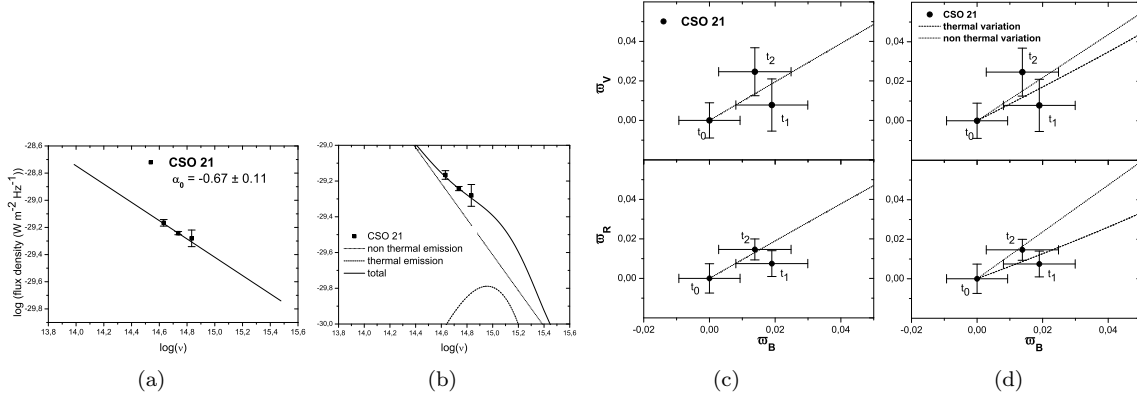 CSO 21
α0 = -0.67 ± 0.11
log (flux density (W m-2 Hz-1)
-28,6
-28,8
-29,0
-29,2
-29,4
-29,6
-29,8
13,8 14,0 14,2 14,4 14,6 14,8 15,0 15,2 15,4 15,6
log(ν)
(a)
-29,0
-29,2
-29,4
-29,6
-29,8
-30,0
CSO 21
non thermal emission
thermal emission
total
13,8 14,0 14,2 14,4 14,6 14,8 15,0 15,2 15,4 15,6
log(ν)
(b)
CSO 21
ϖV
0,04
0,02
0,00
t2
t1
t0
ϖR
0,04
0,02
0,00
t2
t1
t0
-0,02 0,00 0,02 0,04
ϖB
(c)
CSO 21
thermal variation
non thermal variation
0,04
0,02
0,00
t2
t1
t0
0,04
0,02
0,00
t2
t1
t0
-0,02 0,00 0,02 0,04
ϖB
(d)